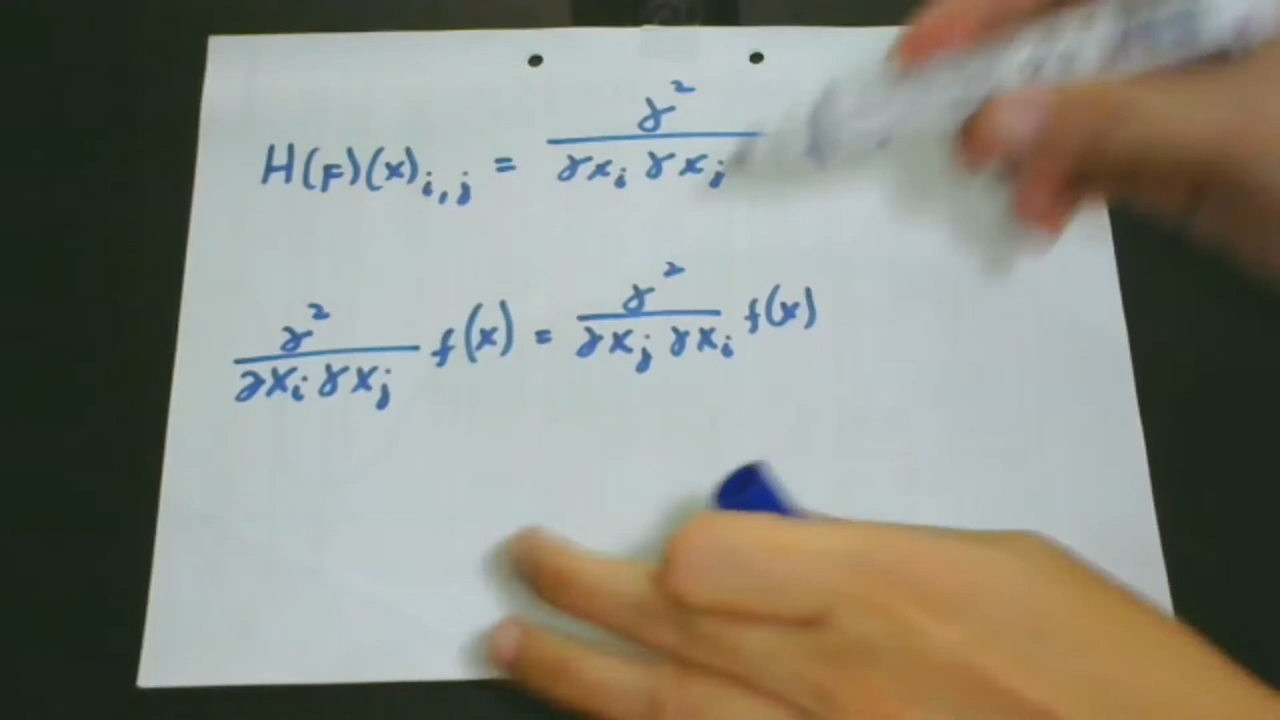 H(f)(x)i,j = ∂² / ∂xi ∂xj
∂² / ∂xi ∂xj f(x) = ∂² / ∂xj ∂xi f(x)